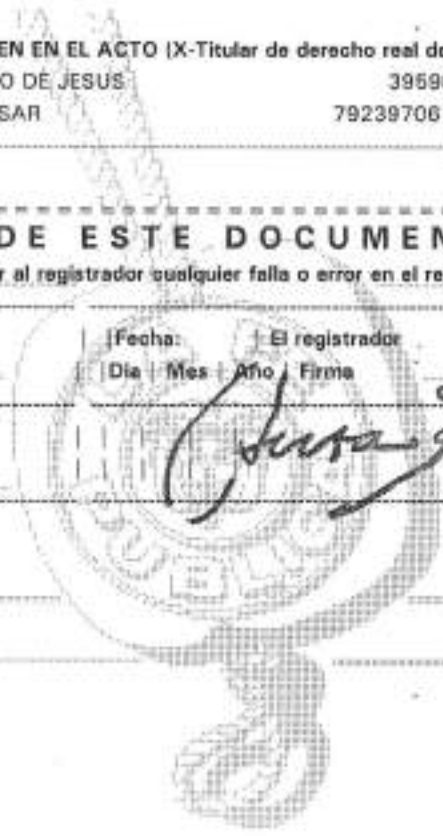 EN EN EL ACTO (X-Titular de derecho real de
O DE JESUS 3959
SAR 79239706
DE ESTE DOCUMEN
r al registrador cualquier falla o error en el re
Fecha: El registrador
Dia Mes Año Firma